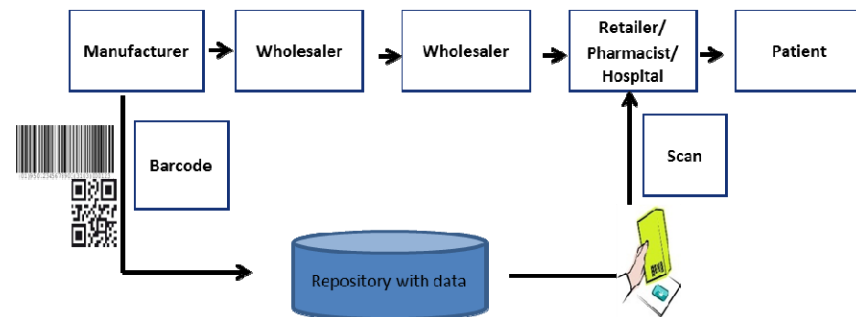 Manufacturer
Wholesaler
Wholesaler
Retailer/
Pharmacist/
Hospital
Patient
Barcode
Scan
Repository with data